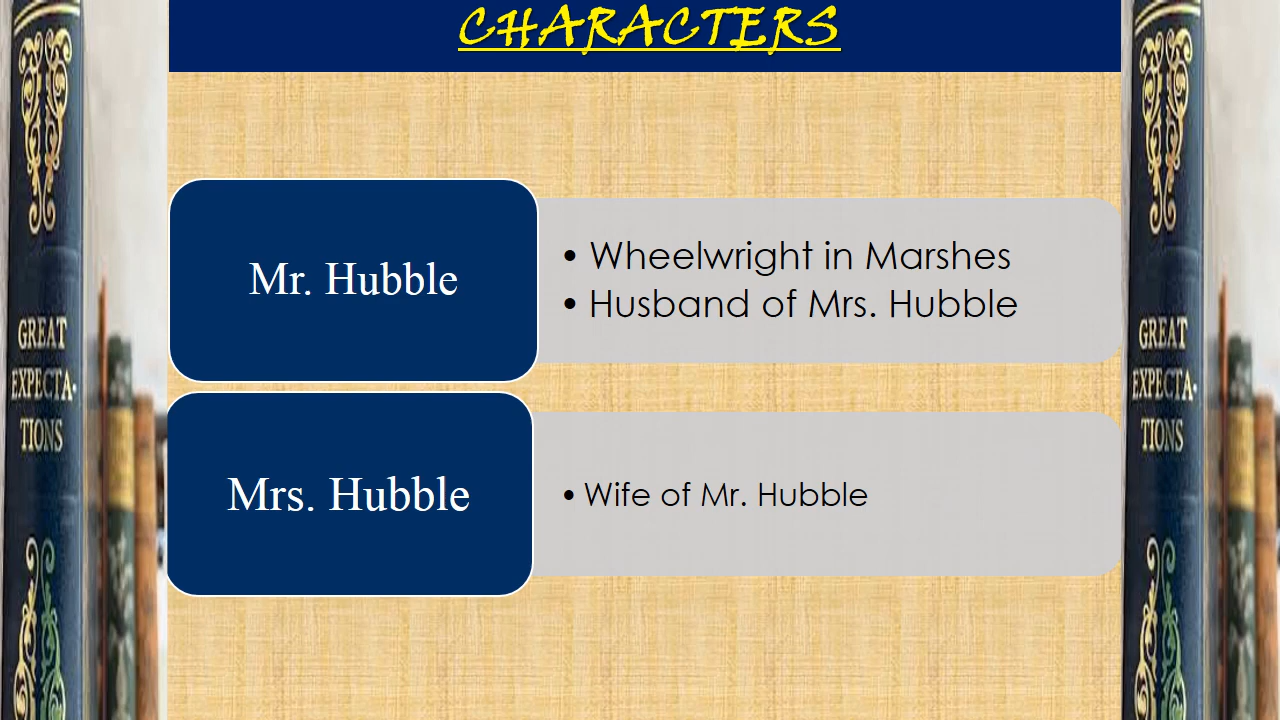 CHARACTERS
GREAT
EXPECTA-
TIONS
Mr. Hubble
• Wheelwright in Marshes
• Husband of Mrs. Hubble
Mrs. Hubble
• Wife of Mr. Hubble
GREAT
EXPECTA-
TIONS